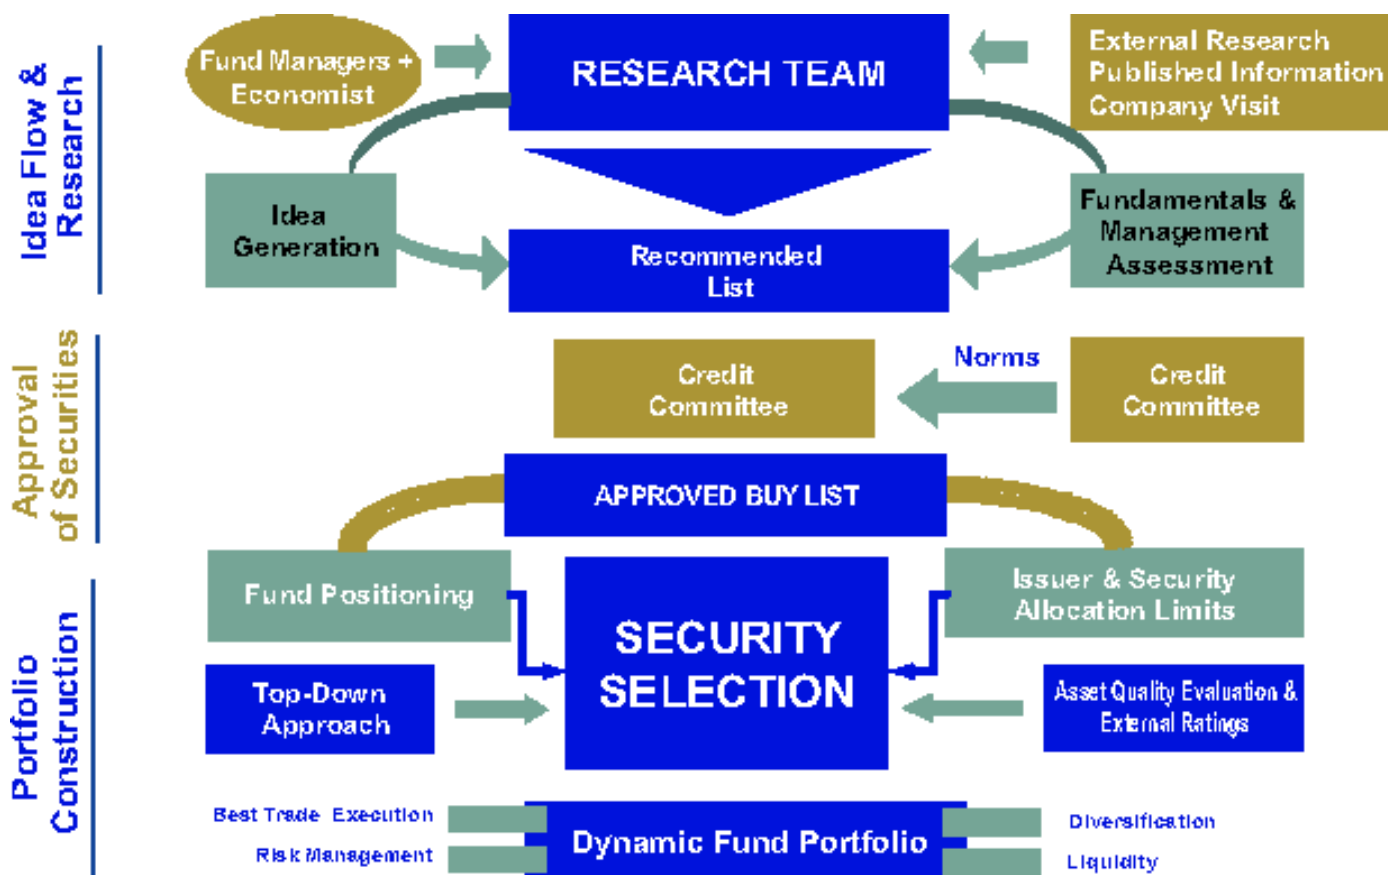 Idea Flow &
Research
Fund Managers +
Economist
RESEARCH TEAM
External Research
Published Information
Company Visit
Idea
Generation
Recommended
List
Fundamentals &
Management
Assessment
Approval
of Securities
Credit
Committee
Norms
Credit
Committee
APPROVED BUY LIST
Portfolio
Construction
Fund Positioning
SECURITY
SELECTION
Issuer & Security
Allocation Limits
Top-Down
Approach
Asset Quality Evaluation &
External Ratings
Best Trade Execution
Risk Management
Dynamic Fund Portfolio
Diversification
Liquidity